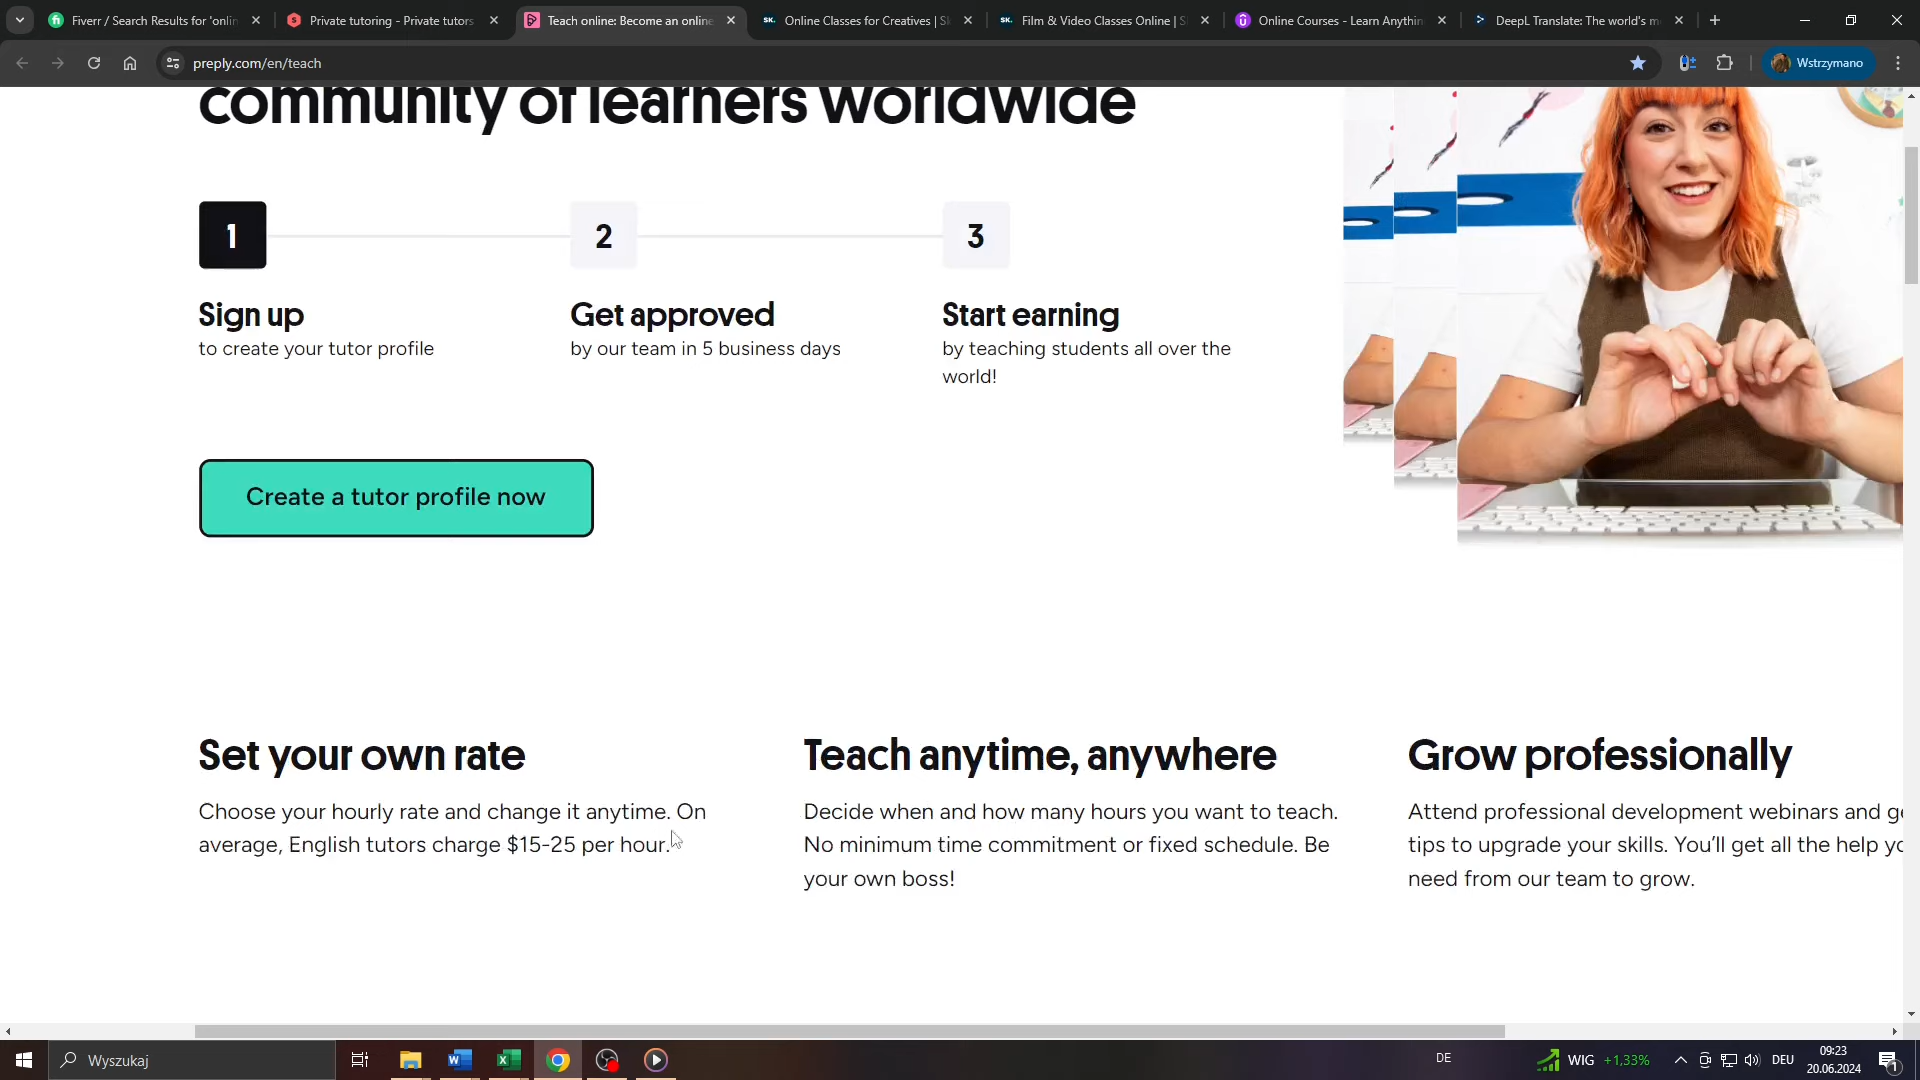 Fiverr / Search Results for 'onlin
Private tutoring - Private tutors
Teach online: Become an online
SK. Online Classes for Creatives | Sk
SK. Film & Video Classes Online | S
Online Courses - Learn Anythin
DeepL Translate: The world's m
preply.com/en/teach
Wstrzymano
community of learners worldwide
1 2 3
Sign up Get approved Start earning
to create your tutor profile by our team in 5 business days by teaching students all over the
world!
Create a tutor profile now
Set your own rate Teach anytime, anywhere Grow professionally
Choose your hourly rate and change it anytime. On
average, English tutors charge $15-25 per hour.
Decide when and how many hours you want to teach.
No minimum time commitment or fixed schedule. Be
your own boss!
Attend professional development webinars and ge
tips to upgrade your skills. You'll get all the help yo
need from our team to grow.
Wyszukaj
DE
WIG +1,33%
DEU
09:23
20.06.2024
1